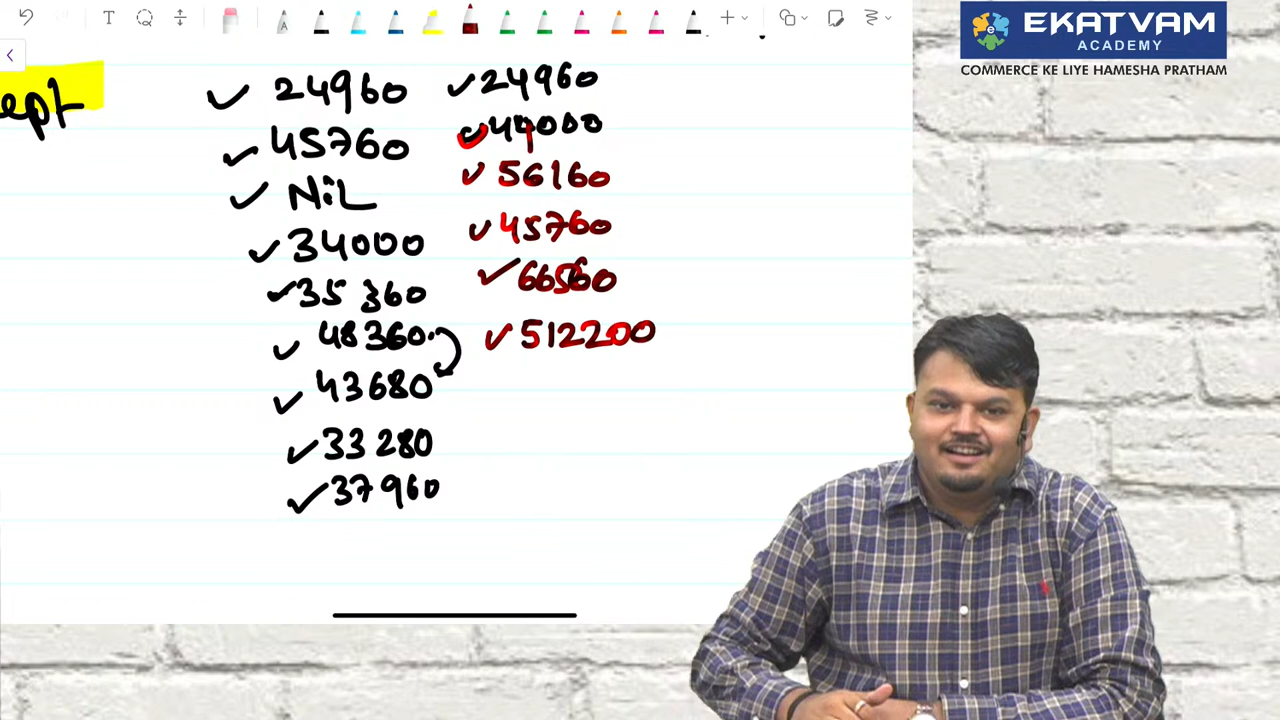 EKATVAM
ACADEMY
COMMERCE KE LIYE HAMESHA PRATHAM
ept
✓ 24960 ✓ 24960
✓ 45760 ✓ 44000
✓ NiL ✓ 56160
✓ 34000 ✓ 45760
✓ 35360 ✓ 66560
✓ 48360 ✓ 512200
✓ 43680
✓ 33280
✓ 37960